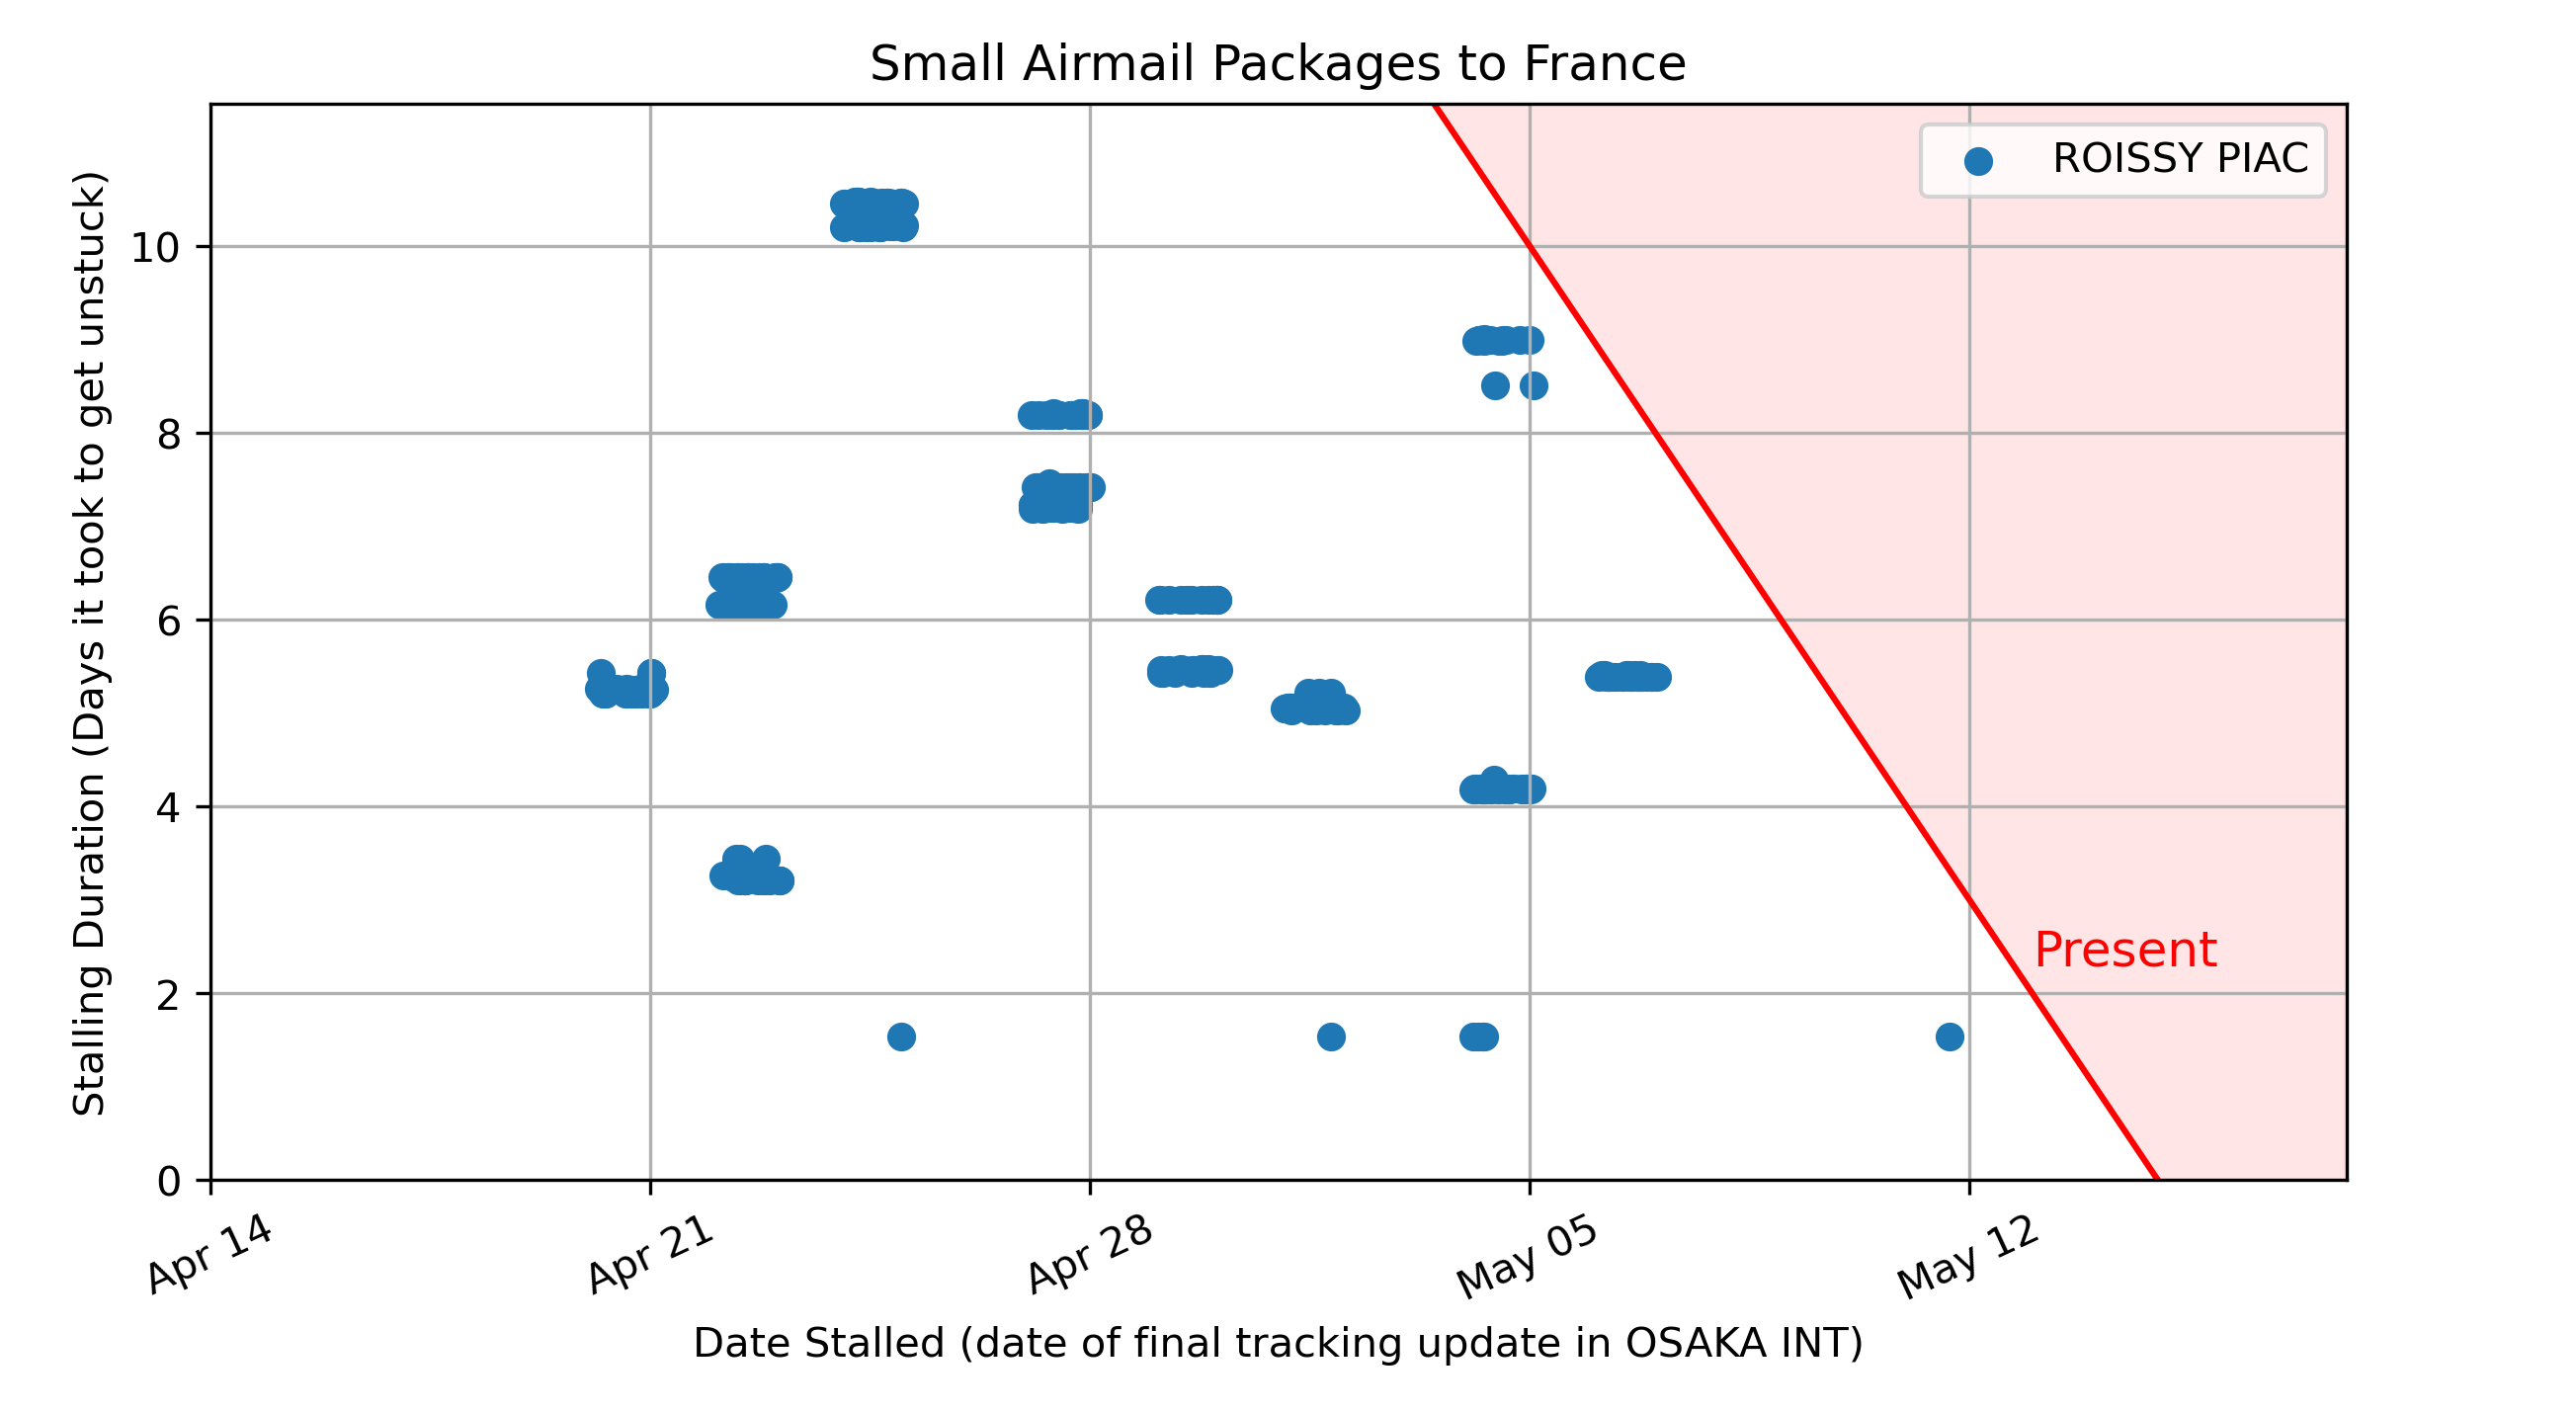 Small Airmail Packages to France
ROISSY PIAC
Stalling Duration (Days it took to get unstuck)
10
8
6
4
2
0
Present
Apr 14
Apr 21
Apr 28
May 05
May 12
Date Stalled (date of final tracking update in OSAKA INT)